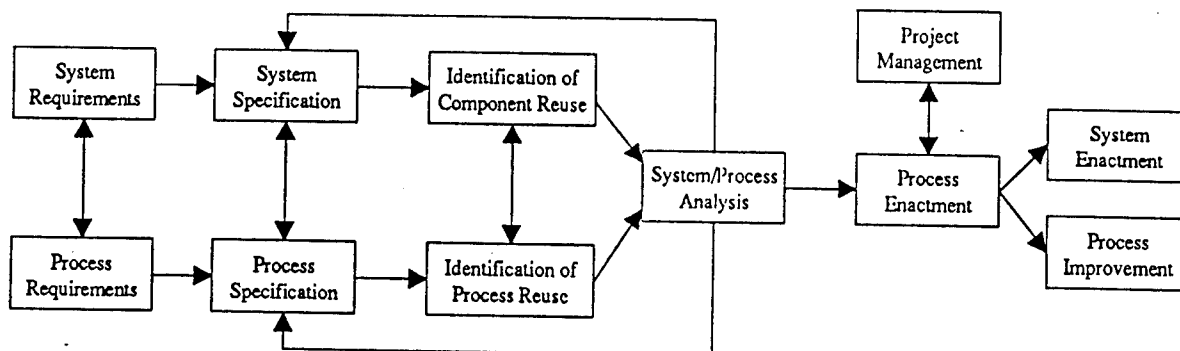 System
Requirements
System
Specification
Identification of
Component Reuse
Project
Management
System/Process
Analysis
Process
Enactment
System
Enactment
Process
Requirements
Process
Specification
Identification of
Process Reuse
Process
Improvement